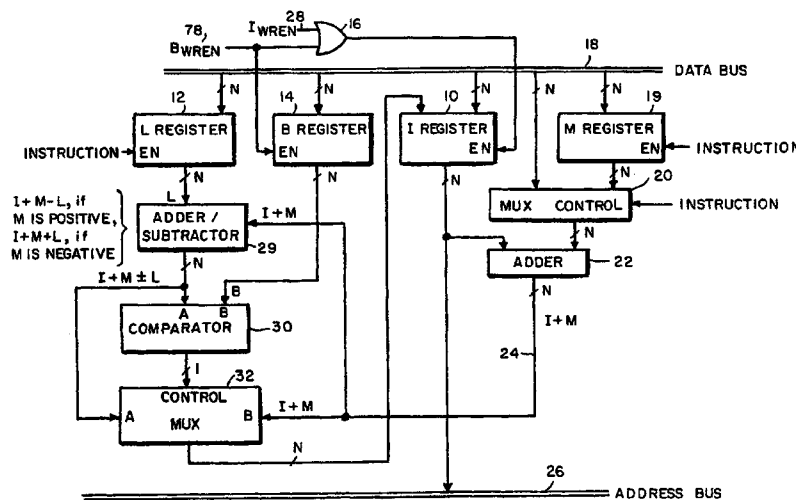 78
I WREN
28
16
B WREN
18
DATA BUS
N
N
N
N
N
12
14
10
19
L REGISTER
EN
B REGISTER
EN
I REGISTER
EN
M REGISTER
EN
INSTRUCTION
INSTRUCTION
N
N
N
N
20
MUX CONTROL
INSTRUCTION
I+M-L, if
M IS POSITIVE,
I+M+L, if
M IS NEGATIVE
L
ADDER /
SUBTRACTOR
I+M
29
N
N
ADDER
22
I+M±L
B
N
I+M
A B
COMPARATOR
30
24
I
32
CONTROL
MUX
A
B
I+M
N
26
ADDRESS BUS